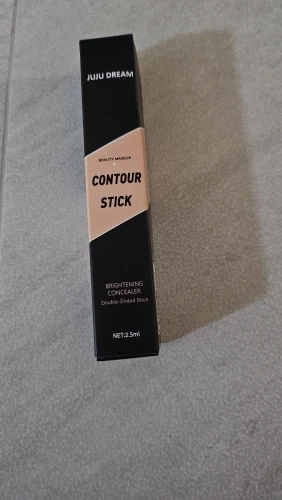 JUJU DREAM
BEAUTY MAKEUP
CONTOUR
STICK
BRIGHTENING
CONCEALER
Double-Ended Stick
NET:2.5ml